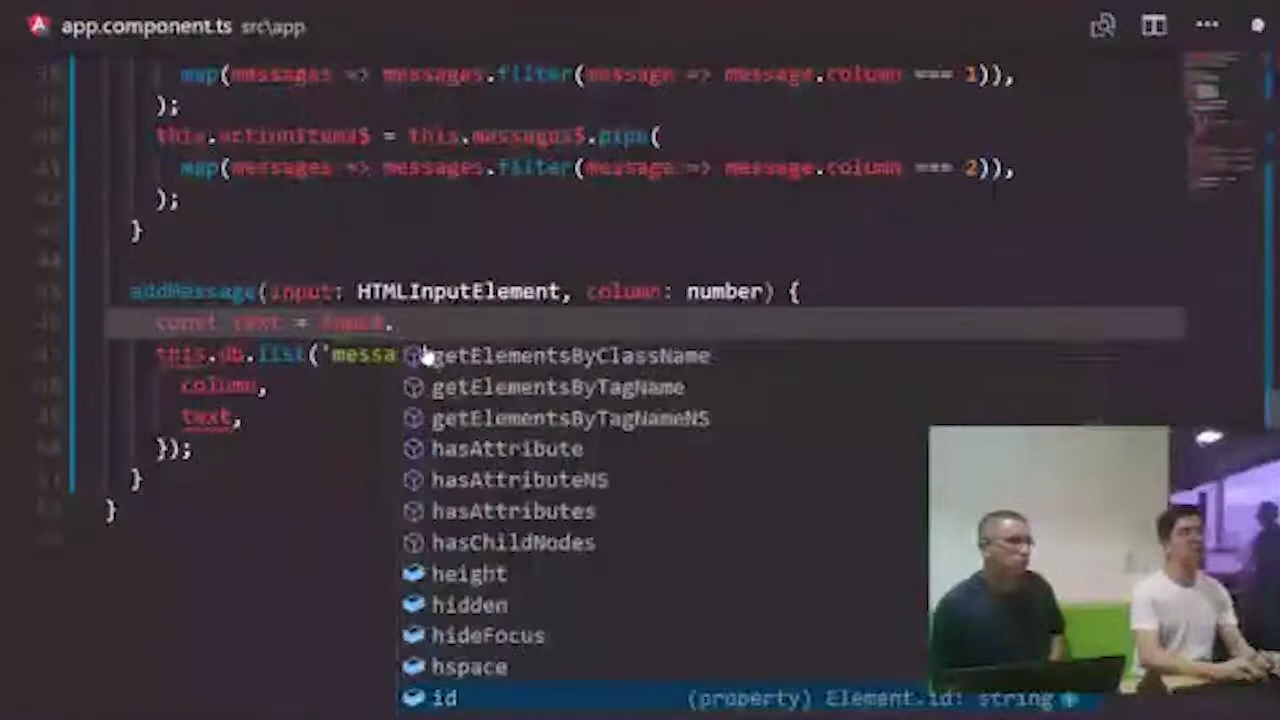 app.component.ts src\app
map(messages => messages.filter(message => message.column === 1)),
);
this.actionItems$ = this.messages$.pipe(
map(messages => messages.filter(message => message.column === 2)),
);
}
44
addMessage(input: HTMLInputElement, column: number) {
const text = input.
this.db.list('messa
getElementsByClassName
getElementsByTagName
column,
getElementsByTagNameNS
text,
hasAttribute
});
hasAttributeNS
}
hasAttributes
}
hasChildNodes
height
hidden
hideFocus
hspace
id (property) Element.id: string